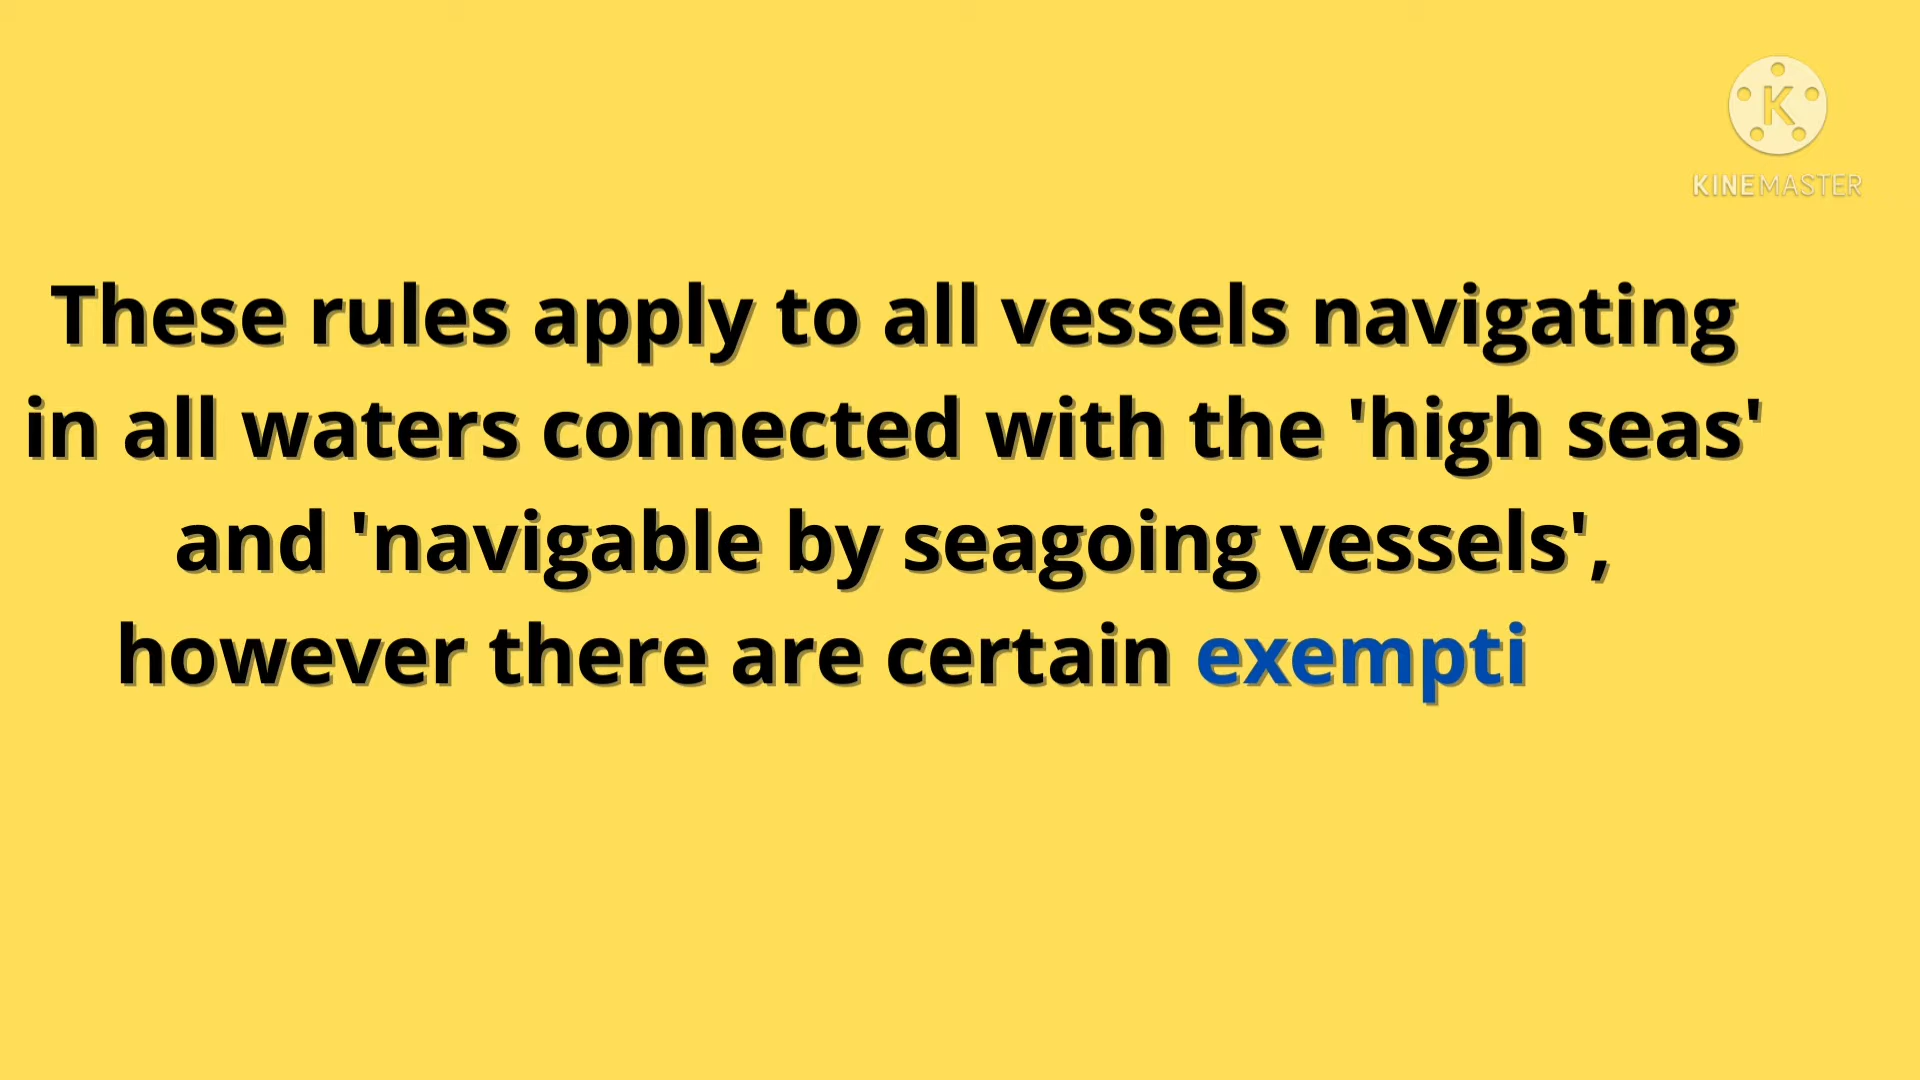 K
KINEMASTER
These rules apply to all vessels navigating
in all waters connected with the 'high seas'
and 'navigable by seagoing vessels',
however there are certain exempti